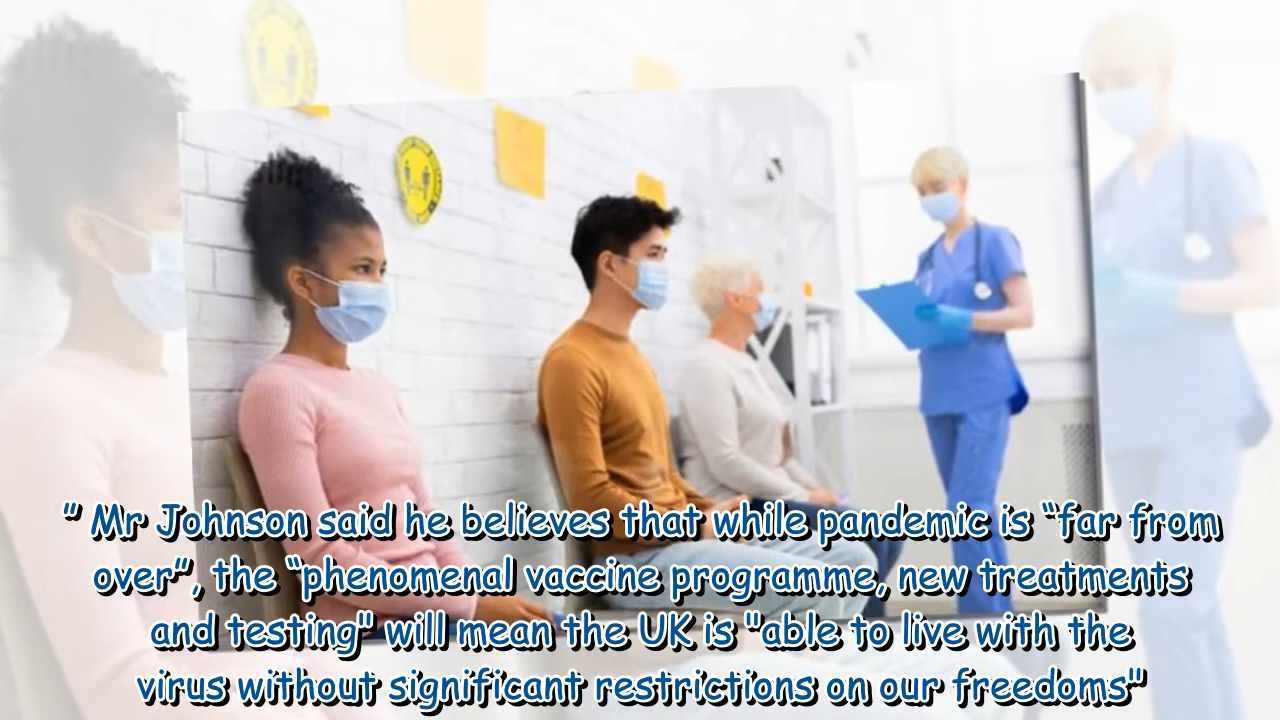 ” Mr Johnson said he believes that while pandemic is “far from
over”, the “phenomenal vaccine programme, new treatments
and testing" will mean the UK is "able to live with the
virus without significant restrictions on our freedoms"